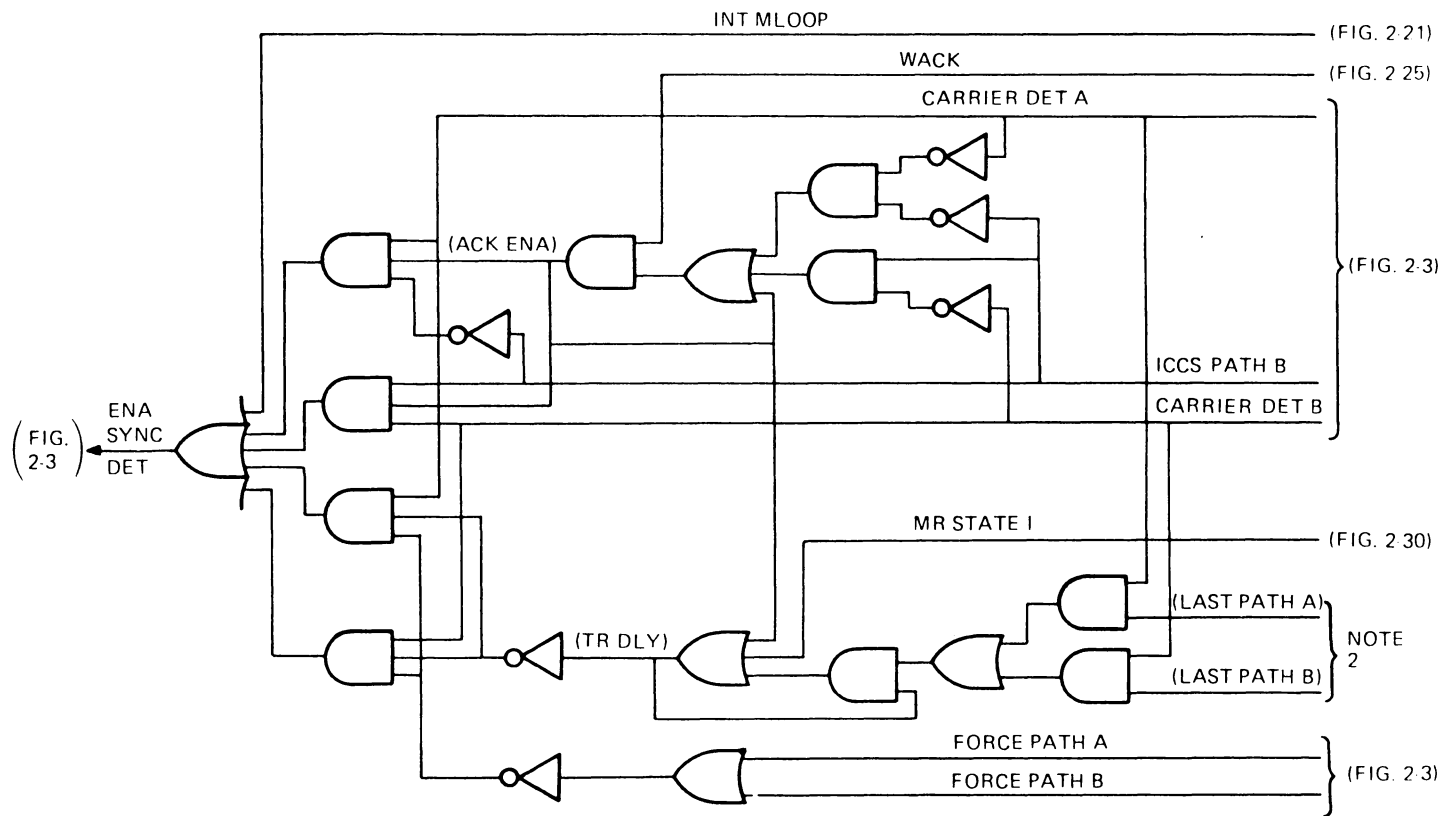 INT MLOOP
(FIG. 2-21)
WACK
(FIG. 2-25)
CARRIER DET A
(ACK ENA)
(FIG. 2-3)
ICCS PATH B
CARRIER DET B
ENA
SYNC
DET
(FIG.
2-3)
MR STATE I
(FIG. 2-30)
(LAST PATH A)
NOTE
2
(TR DLY)
(LAST PATH B)
FORCE PATH A
FORCE PATH B
(FIG. 2-3)